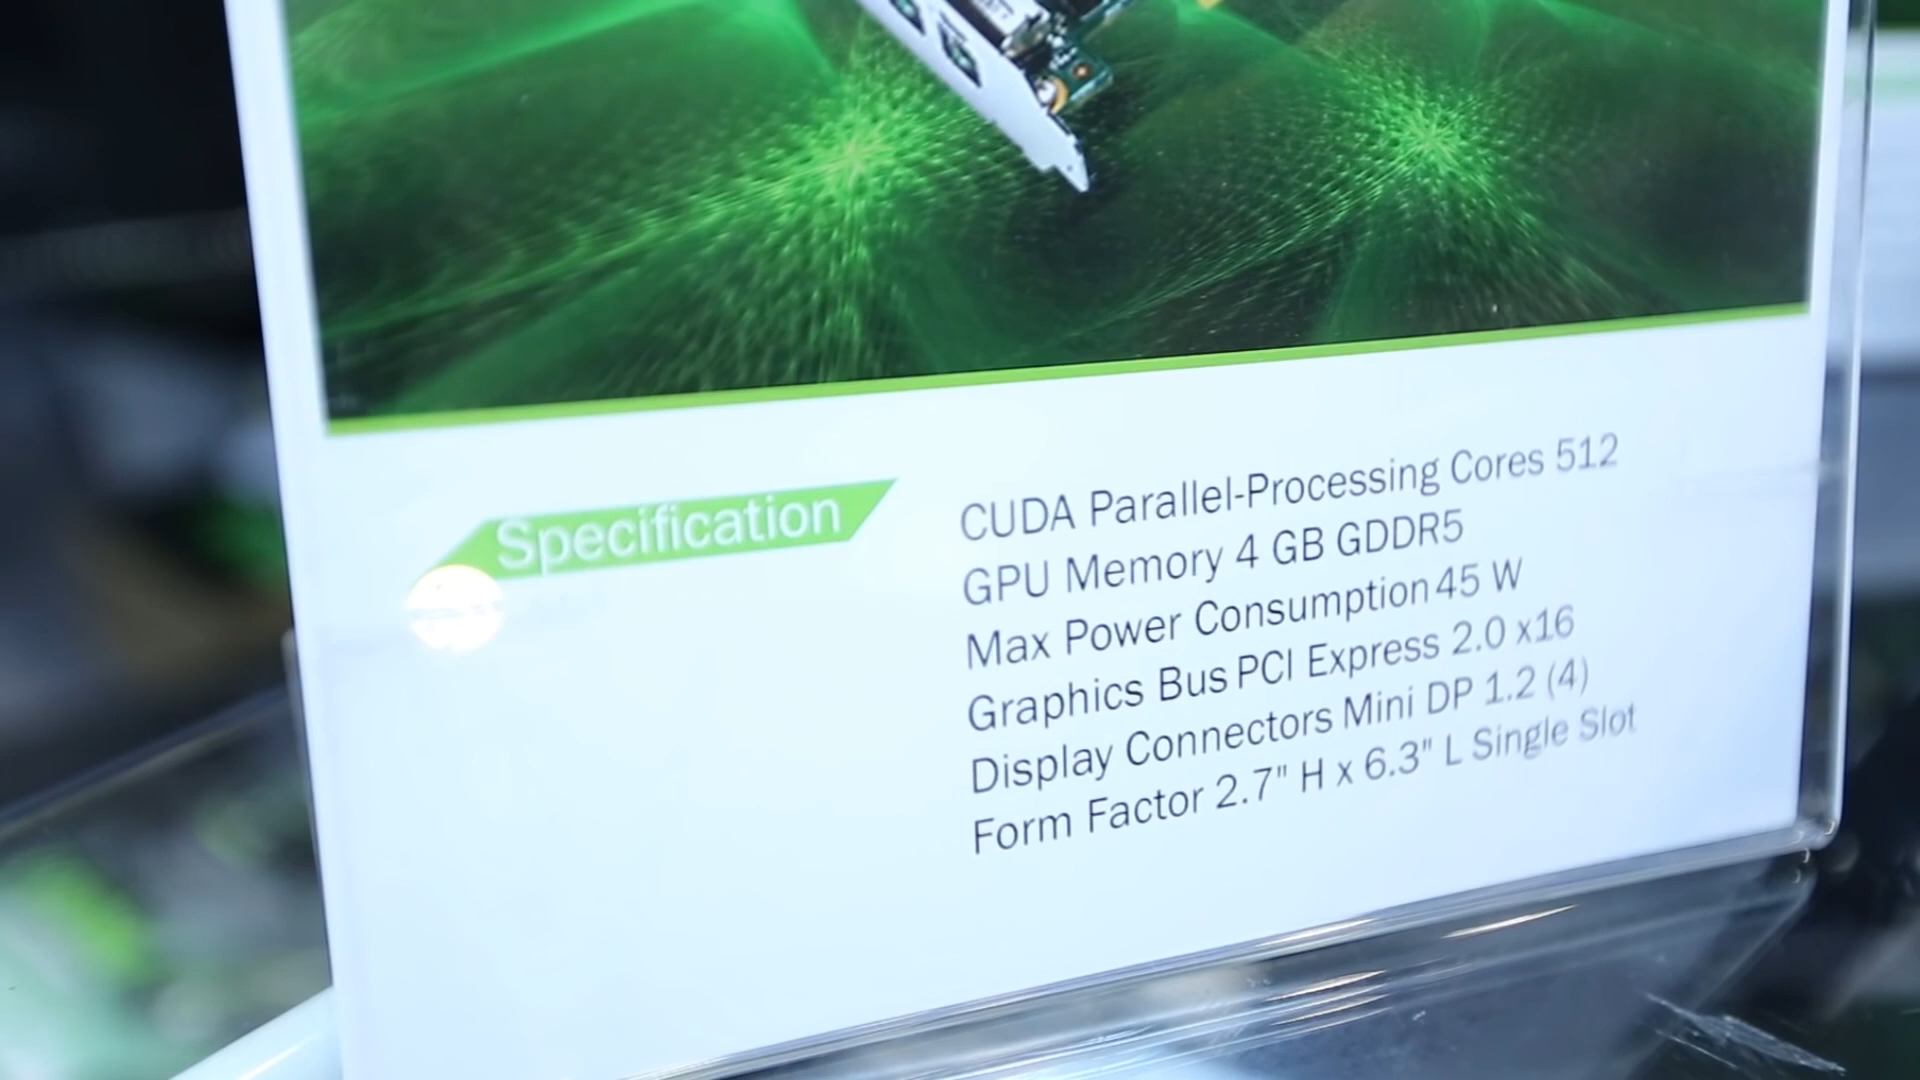 Specification
CUDA Parallel-Processing Cores 512
GPU Memory 4 GB GDDR5
Max Power Consumption 45 W
Graphics Bus PCI Express 2.0 x16
Display Connectors Mini DP 1.2 (4)
Form Factor 2.7" H x 6.3" L Single Slot